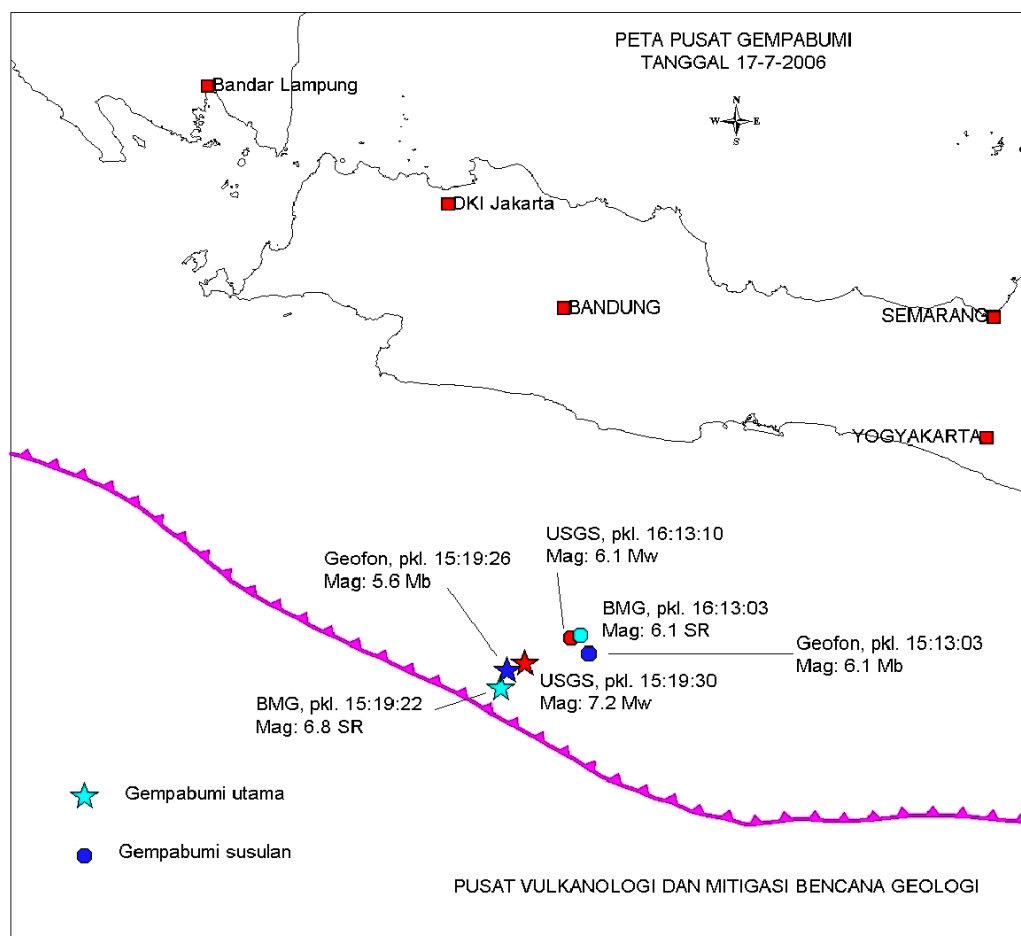 PETA PUSAT GEMPABUMI
TANGGAL 17-7-2006
Bandar Lampung
N
W E
S
DKI Jakarta
BANDUNG
SEMARANG
YOGYAKARTA
USGS, pkl. 16:13:10
Mag: 6.1 Mw
Geofon, pkl. 15:19:26
Mag: 5.6 Mb
BMG, pkl. 16:13:03
Mag: 6.1 SR
Geofon, pkl. 15:13:03
Mag: 6.1 Mb
USGS, pkl. 15:19:30
Mag: 7.2 Mw
BMG, pkl. 15:19:22
Mag: 6.8 SR
Gempabumi utama
Gempabumi susulan
PUSAT VULKANOLOGI DAN MITIGASI BENCANA GEOLOGI